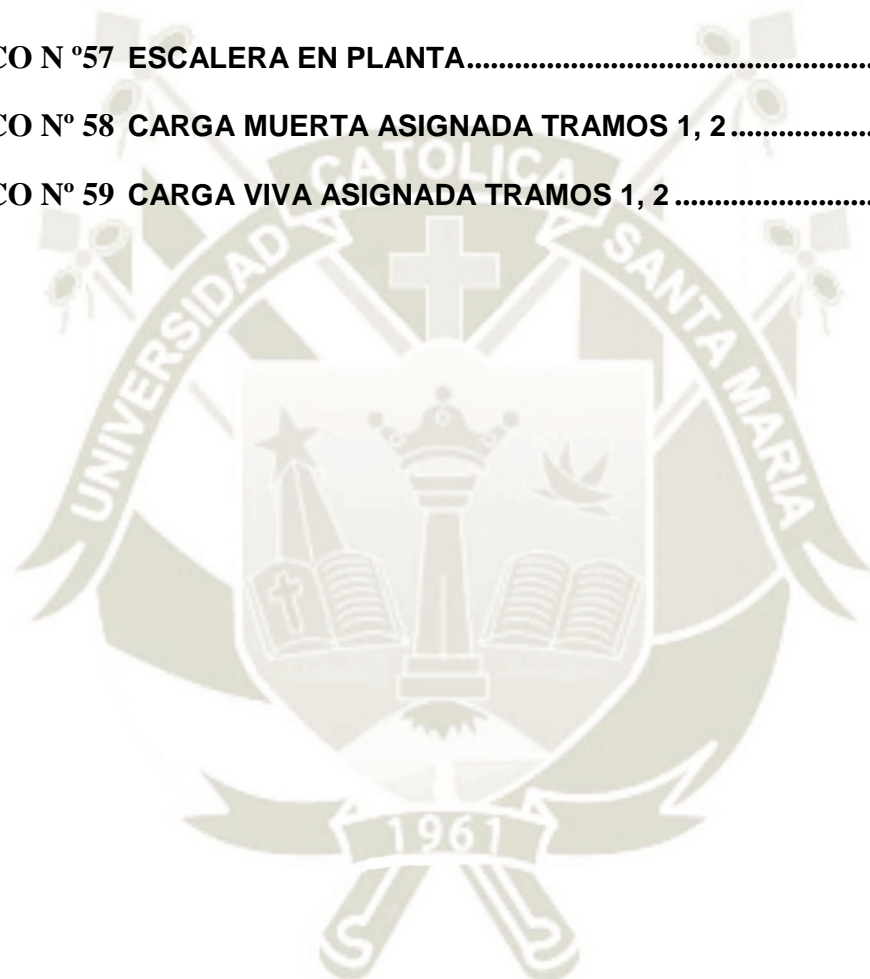 CO N º57 ESCALERA EN PLANTA..................................................
CO Nº 58 CARGA MUERTA ASIGNADA TRAMOS 1, 2..................
CO Nº 59 CARGA VIVA ASIGNADA TRAMOS 1, 2.........................
CATOLICA
UNIVERSIDAD SANTA MARIA
1961